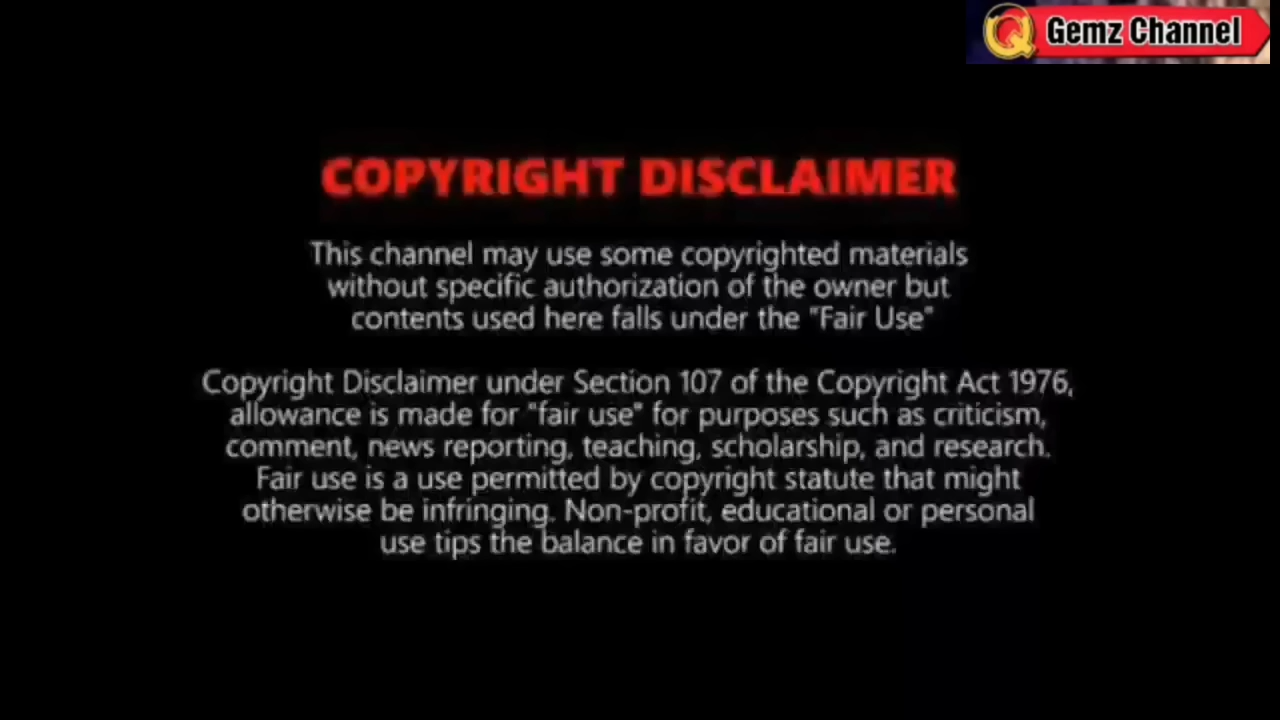 Gemz Channel
COPYRIGHT DISCLAIMER
This channel may use some copyrighted materials
without specific authorization of the owner but
contents used here falls under the "Fair Use"
Copyright Disclaimer under Section 107 of the Copyright Act 1976,
allowance is made for "fair use" for purposes such as criticism,
comment, news reporting, teaching, scholarship, and research.
Fair use is a use permitted by copyright statute that might
otherwise be infringing. Non-profit, educational or personal
use tips the balance in favor of fair use.